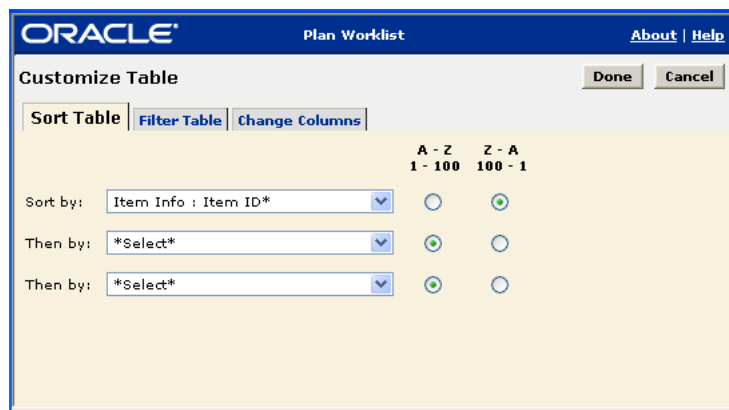 ORACLE® Plan Worklist About | Help
Customize Table Done Cancel
Sort Table Filter Table Change Columns
A - Z Z - A
1 - 100 100 - 1
Sort by: Item Info : Item ID*
Then by: *Select*
Then by: *Select*